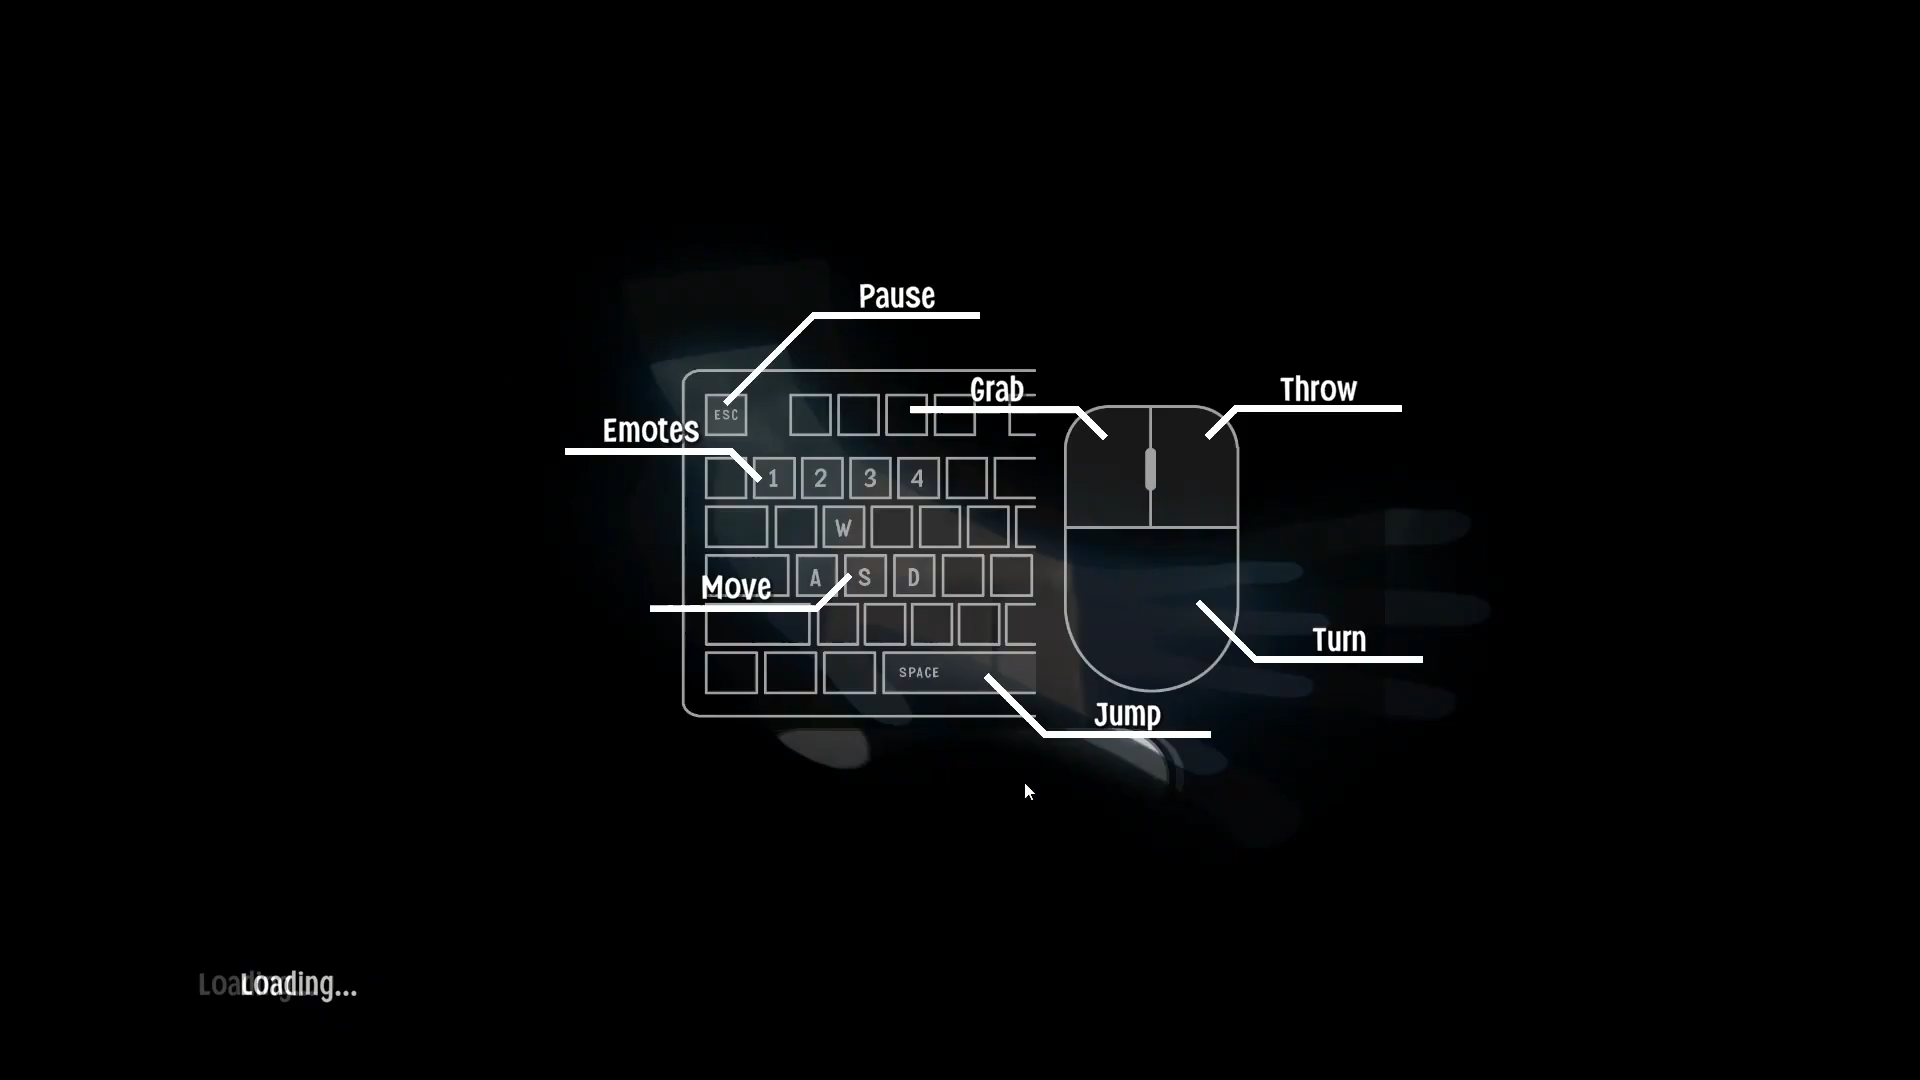 Pause
Grab
Throw
ESC
Emotes
1 2 3 4
W
A S D
Move
Turn
SPACE
Jump
Loading...